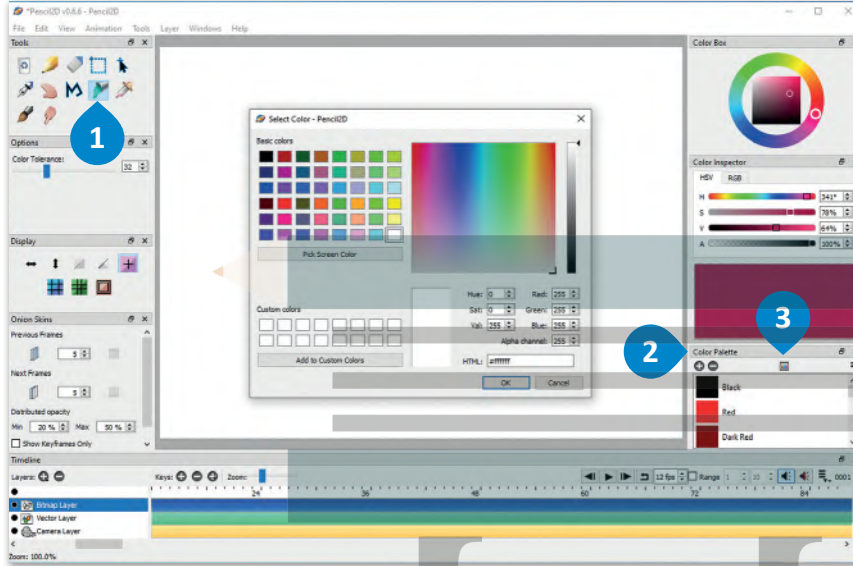 *Pencil2D v0.6.6 - Pencil2D
File Edit View Animation Tools Layer Windows Help
Tools
1
Options
Color Tolerance:
32
Display
Onion Skins
Previous Frames
5
Next Frames
5
Distributed opacity
Min 20 % Max 50 %
Show Keyframes Only
Select Color - Pencil2D
Basic colors
Pick Screen Color
Custom colors
Add to Custom Colors
Hue: 0 Red: 255
Sat: 0 Green: 255
Val: 255 Blue: 255
Alpha channel: 255
HTML: #ffffff
OK Cancel
Color Box
Color Inspector
HSV RGB
H 341°
S 78%
V 64%
A 100%
3
2
Color Palette
Black
Red
Dark Red
Timeline
Layers: Keys: Zoom: 12 fps Range 1 10 0001
24 36 48 60 72 84
Bitmap Layer
Vector Layer
Camera Layer
Zoom: 100.0%